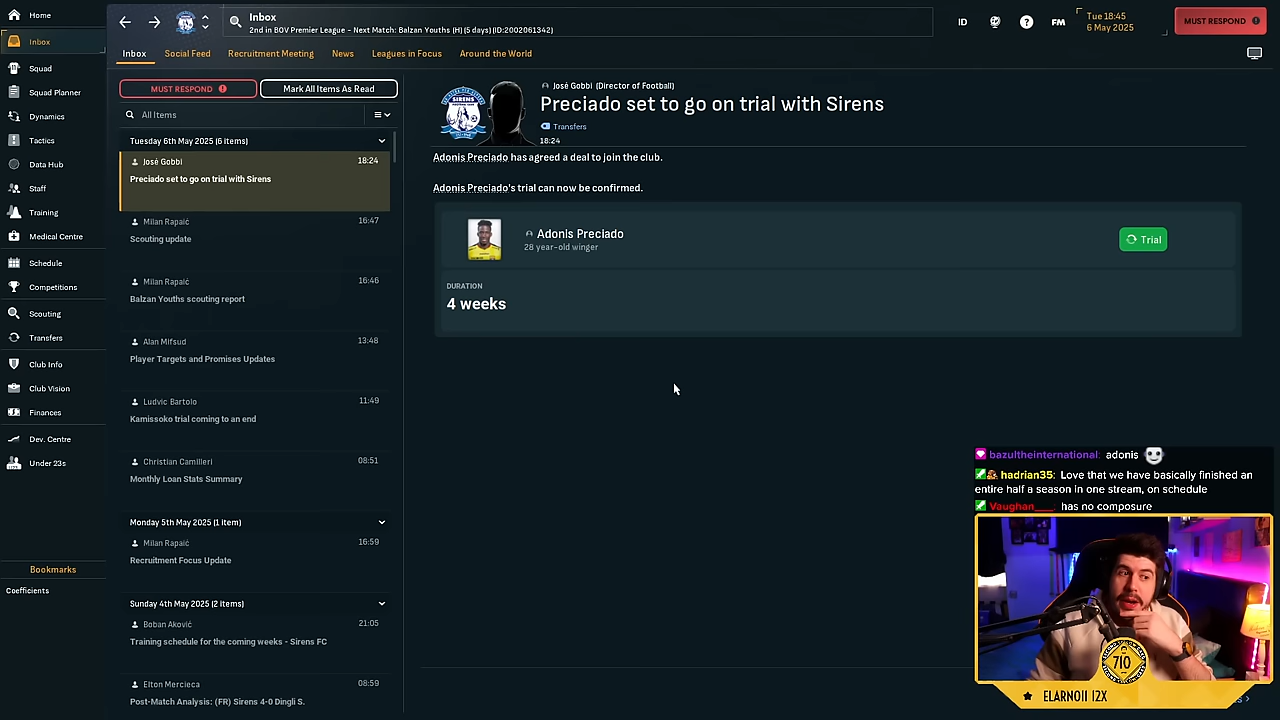 Home
Inbox
Squad
Squad Planner
Dynamics
Tactics
Data Hub
Staff
Training
Medical Centre
Schedule
Competitions
Scouting
Transfers
Club Info
Club Vision
Finances
Dev. Centre
Under 23s
Bookmarks
Coefficients
Inbox
2nd in BOV Premier League - Next Match: Balzan Youths (H) (5 days) (ID:2002061342)
ID
?
FM
Tue 18:45
6 May 2025
MUST RESPOND
Inbox
Social Feed
Recruitment Meeting
News
Leagues in Focus
Around the World
MUST RESPOND
Mark All Items As Read
All Items
Tuesday 6th May 2025 (6 items)
José Gobbi 18:24
Preciado set to go on trial with Sirens
Milan Rapaić 16:47
Scouting update
Milan Rapaić 16:46
Balzan Youths scouting report
Alan Mifsud 13:48
Player Targets and Promises Updates
Ludvic Bartolo 11:49
Kamissoko trial coming to an end
Christian Camilleri 08:51
Monthly Loan Stats Summary
Monday 5th May 2025 (1 item)
Milan Rapaić 16:59
Recruitment Focus Update
Sunday 4th May 2025 (2 items)
Boban Aković 21:05
Training schedule for the coming weeks - Sirens FC
Elton Mercieca 08:59
Post-Match Analysis: (FR) Sirens 4-0 Dingli S.
SIRENS
José Gobbi (Director of Football)
Preciado set to go on trial with Sirens
Transfers
18:24
Adonis Preciado has agreed a deal to join the club.
Adonis Preciado's trial can now be confirmed.
Adonis Preciado
28 year-old winger
Trial
DURATION
4 weeks
bazultheinternational: adonis
hadrian35: Love that we have basically finished an
entire half a season in one stream, on schedule
Vaughan___: has no composure
710
ELARNOII 12X